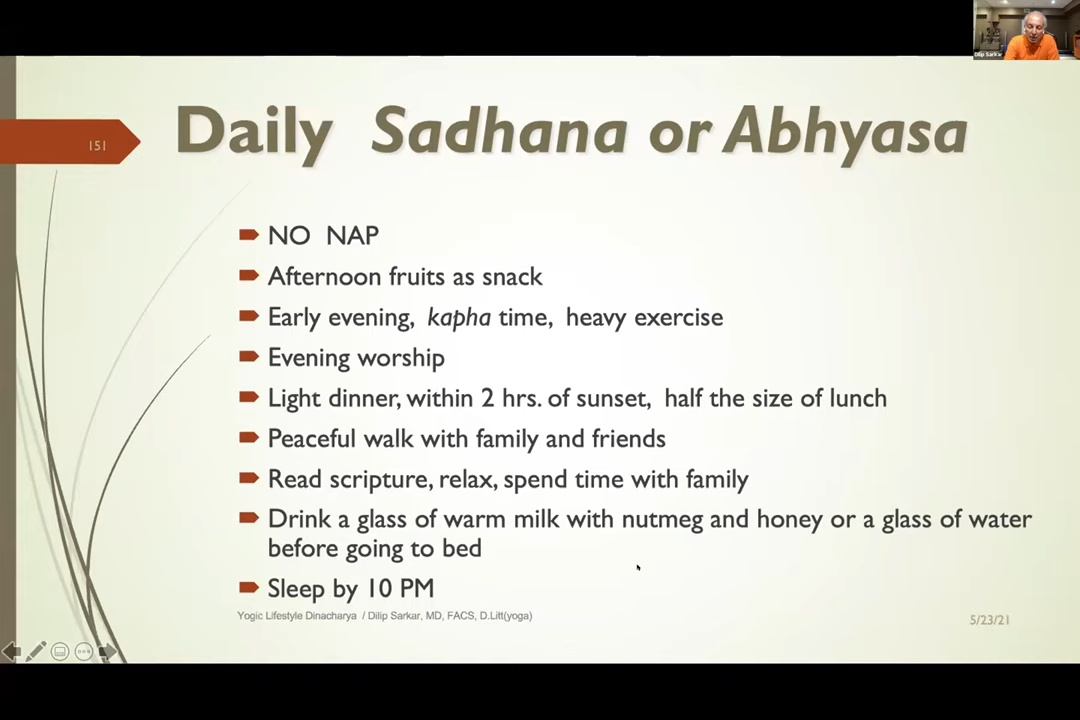 Dilip Sarkar
151
Daily Sadhana or Abhyasa
NO NAP
Afternoon fruits as snack
Early evening, kapha time, heavy exercise
Evening worship
Light dinner, within 2 hrs. of sunset, half the size of lunch
Peaceful walk with family and friends
Read scripture, relax, spend time with family
Drink a glass of warm milk with nutmeg and honey or a glass of water
before going to bed
Sleep by 10 PM
Yogic Lifestyle Dinacharya / Dilip Sarkar, MD, FACS, D.Litt(yoga)
5/23/21